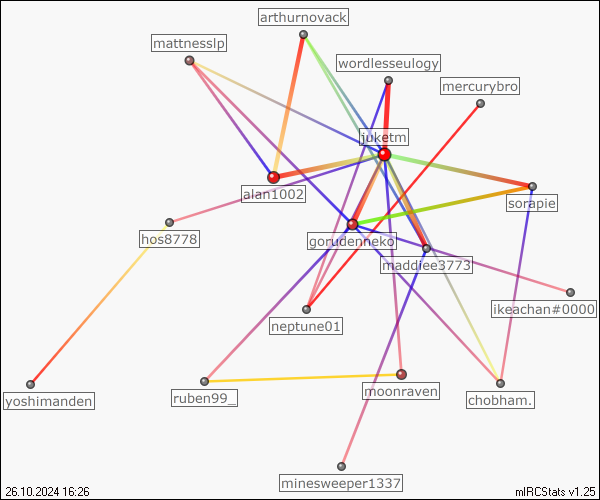 arthurnovack
mattnesslp
wordlesseulogy
mercurybro
juketm
alan1002
sorapie
hos8778
gorudenneko
maddiee3773
ikeachan#0000
neptune01
yoshimanden
ruben99_
moonraven
chobham.
minesweeper1337
26.10.2024 16:26
mIRCStats v1.25